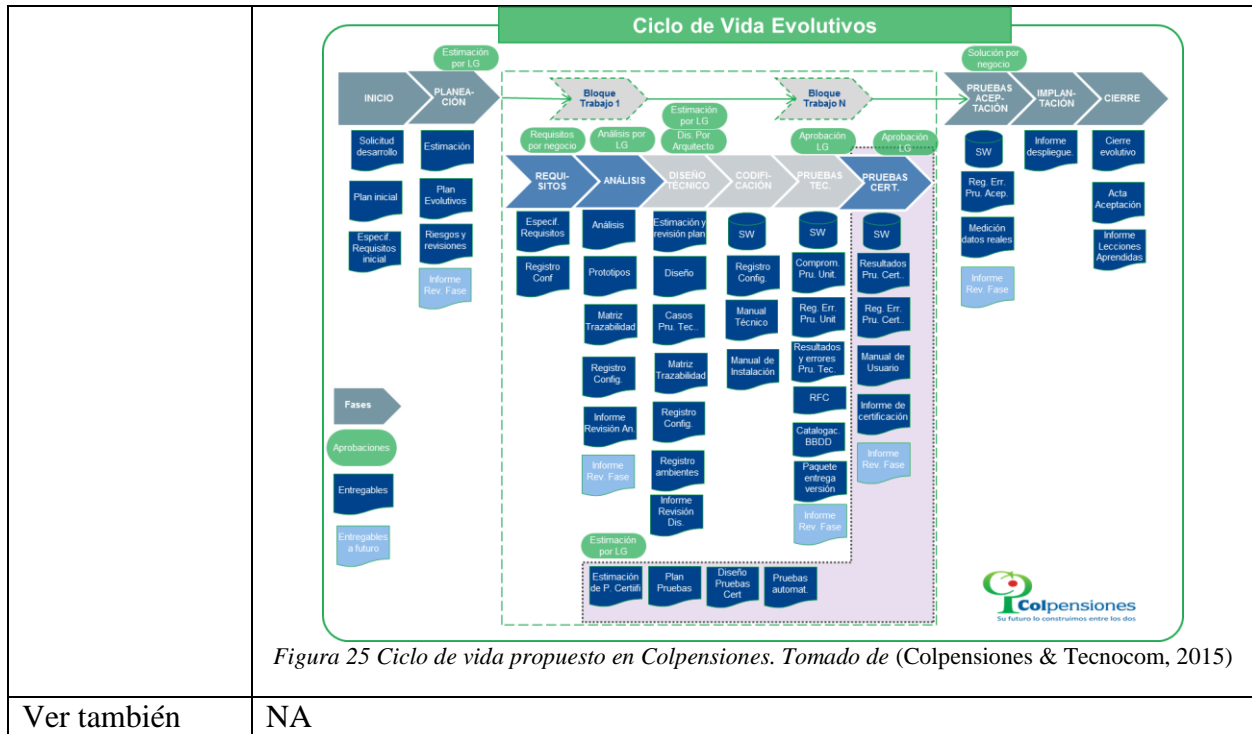 Ciclo de Vida Evolutivos
Estimación
por LG
Solución por
negocio
INICIO
PLANEA-
CIÓN
Bloque
Trabajo 1
Bloque
Trabajo N
PRUEBAS
ACEP-
TACIÓN
IMPLAN-
TACIÓN
CIERRE
Requisitos
por negocio
Análisis por
LG
Estimación
por LG
Dis. Por
Arquitecto
Aprobación
LG
Aprobación
LG
REQUI-
SITOS
ANÁLISIS
DISEÑO
TÉCNICO
CODIFI-
CACIÓN
PRUEBAS
TEC.
PRUEBAS
CERT.
Solicitud
desarrollo
Plan inicial
Especif.
Requisitos
inicial
Estimación
Plan
Evolutivos
Riesgos y
revisiones
Informe
Rev. Fase
Especif.
Requisitos
Registro
Conf
Análisis
Prototipos
Matriz
Trazabilidad
Registro
Config.
Informe
Revisión An.
Informe
Rev. Fase
Estimación y
revisión plan
Diseño
Casos
Pru. Tec..
Matriz
Trazabilidad
Registro
Config.
Registro
ambientes
Informe
Revisión
Dis.
SW
Registro
Config.
Manual
Técnico
Manual de
Instalación
SW
Comprom.
Pru. Unit.
Reg. Err.
Pru. Unit
Resultados
y errores
Pru. Tec.
RFC
Catalogac.
BBDD
Paquete
entrega
versión
Informe
Rev. Fase
SW
Resultados
Pru. Cert..
Reg. Err.
Pru. Cert..
Manual de
Usuario
Informe de
certificación
Informe
Rev. Fase
SW
Reg. Err.
Pru. Acep.
Medición
datos reales
Informe
Rev. Fase
Informe
despliegue.
Cierre
evolutivo
Acta
Aceptación
Informe
Lecciones
Aprendidas
Fases
Aprobaciones
Entregables
Entregables
a futuro
Estimación
por LG
Estimación
de P. Certiifi
Plan
Pruebas
Diseño
Pruebas
Cert
Pruebas
automat.
Colpensiones
Su futuro lo construimos entre los dos
Figura 25 Ciclo de vida propuesto en Colpensiones. Tomado de (Colpensiones & Tecnocom, 2015)
Ver también NA